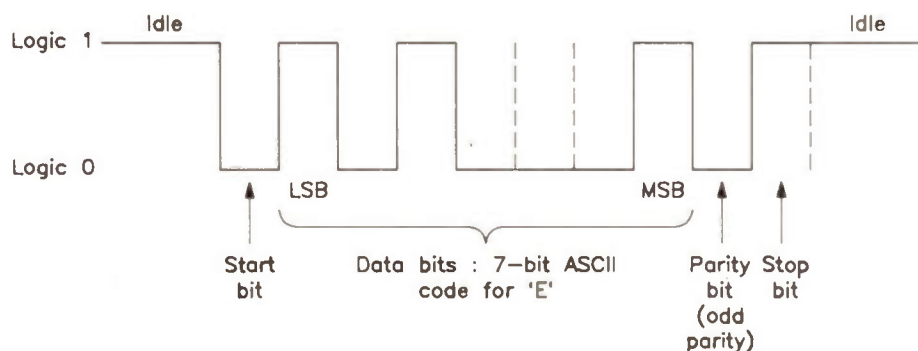 Idle
Idle
Logic 1
Logic 0
LSB
MSB
Start
bit
Data bits : 7-bit ASCII
code for 'E'
Parity
bit
(odd
parity)
Stop
bit